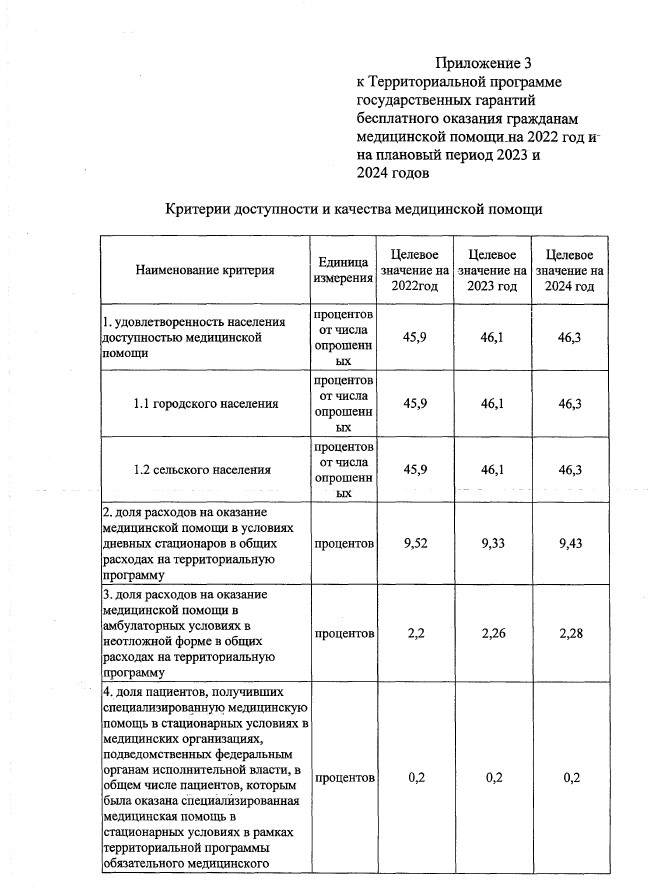 Приложение 3
к Территориальной программе
государственных гарантий
бесплатного оказания гражданам
медицинской помощи на 2022 год и
на плановый период 2023 и
2024 годов
Критерии доступности и качества медицинской помощи
Наименование критерия
Единица
измерения
Целевое
значение на
2022год
Целевое
значение на
2023 год
Целевое
значение на
2024 год
1. удовлетворенность населения
доступностью медицинской
помощи
процентов
от числа
опрошенн
ых
45,9
46,1
46,3
1.1 городского населения
процентов
от числа
опрошенн
ых
45,9
46,1
46,3
1.2 сельского населения
процентов
от числа
опрошенн
ых
45,9
46,1
46,3
2. доля расходов на оказание
медицинской помощи в условиях
дневных стационаров в общих
расходах на территориальную
программу
процентов
9,52
9,33
9,43
3. доля расходов на оказание
медицинской помощи в
амбулаторных условиях в
неотложной форме в общих
расходах на территориальную
программу
процентов
2,2
2,26
2,28
4. доля пациентов, получивших
специализированную медицинскую
помощь в стационарных условиях в
медицинских организациях,
подведомственных федеральным
органам исполнительной власти, в
общем числе пациентов, которым
была оказана специализированная
медицинская помощь в
стационарных условиях в рамках
территориальной программы
обязательного медицинского
процентов
0,2
0,2
0,2